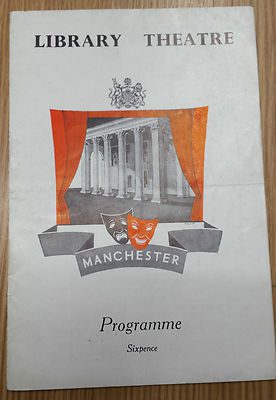 LIBRARY THEATRE
MANCHESTER
Programme
Sixpence